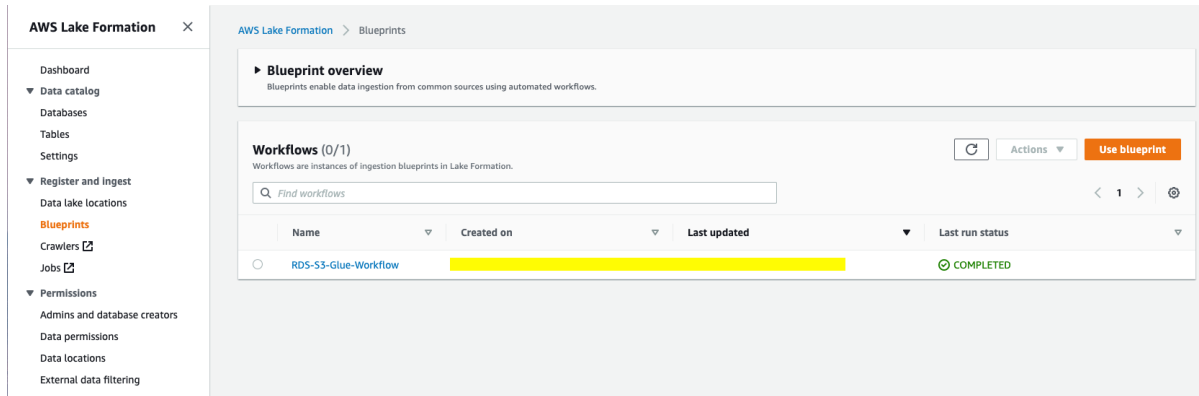 AWS Lake Formation
Dashboard
Data catalog
Databases
Tables
Settings
Register and ingest
Data lake locations
Blueprints
Crawlers
Jobs
Permissions
Admins and database creators
Data permissions
Data locations
External data filtering
AWS Lake Formation > Blueprints
Blueprint overview
Blueprints enable data ingestion from common sources using automated workflows.
Workflows (0/1)
Workflows are instances of ingestion blueprints in Lake Formation.
Actions
Use blueprint
Find workflows
1
Name Created on Last updated Last run status
RDS-S3-Glue-Workflow COMPLETED